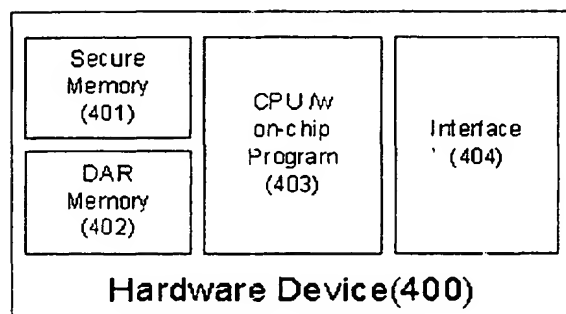 Secure
Memory
(401)
DAR
Memory
(402)
CPU /w
on-chip
Program
(403)
Interface
(404)
Hardware Device(400)